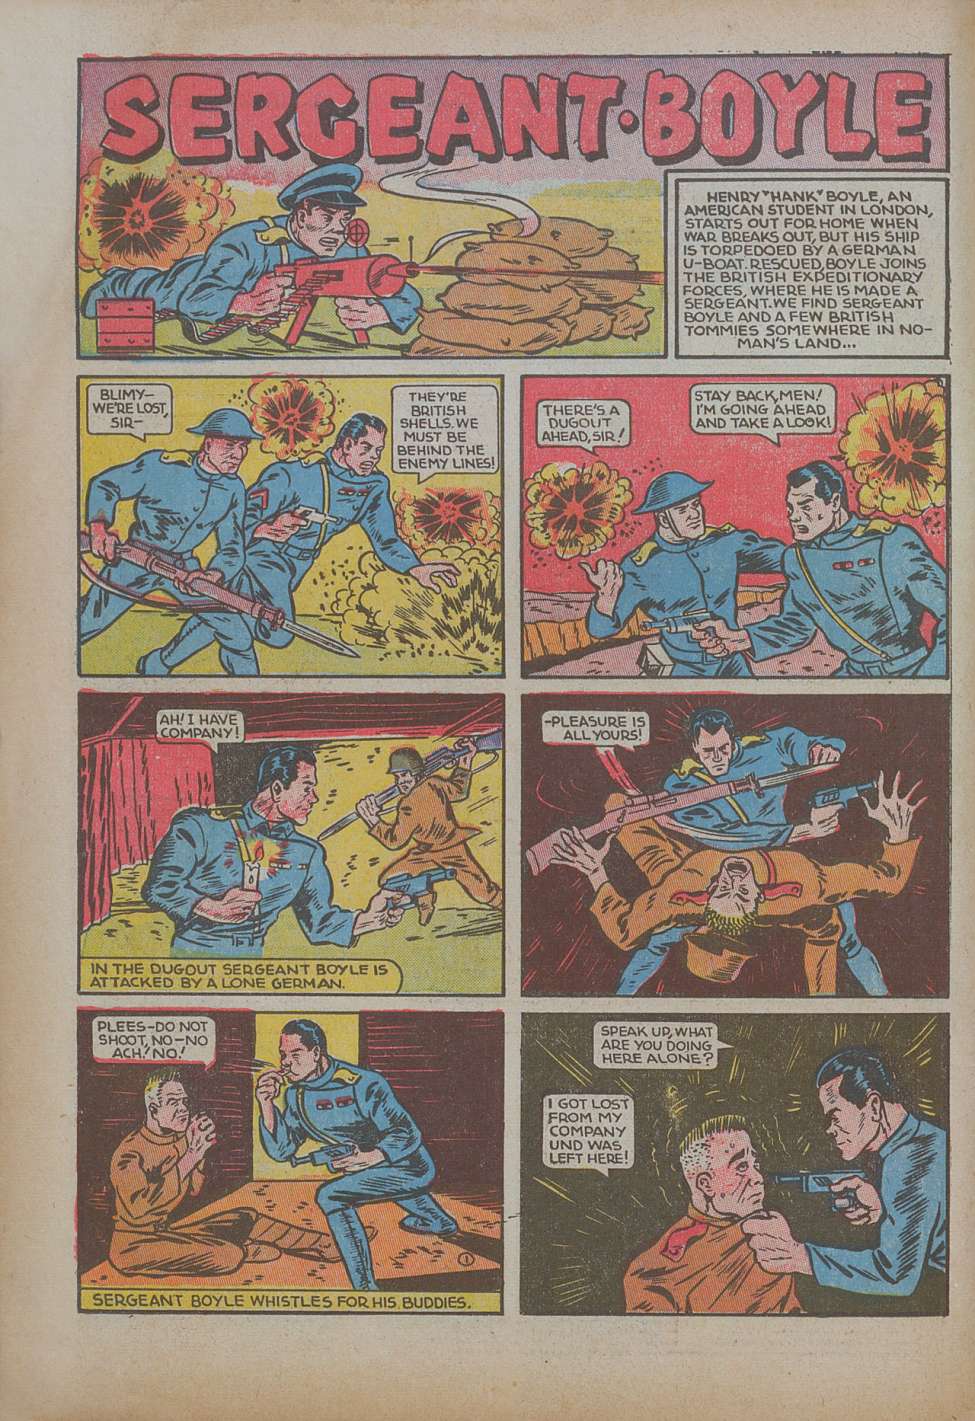 SERGEANT·BOYLE
HENRY "HANK" BOYLE, AN
AMERICAN STUDENT IN LONDON,
STARTS OUT FOR HOME WHEN
WAR BREAKS OUT, BUT HIS SHIP
IS TORPEDOED BY A GERMAN
U-BOAT. RESCUED, BOYLE JOINS
THE BRITISH EXPEDITIONARY
FORCES, WHERE HE IS MADE A
SERGEANT. WE FIND SERGEANT
BOYLE AND A FEW BRITISH
TOMMIES SOMEWHERE IN NO-
MAN'S LAND...
BLIMY-
WE'RE LOST,
SIR-
THEY'RE
BRITISH
SHELLS. WE
MUST BE
BEHIND THE
ENEMY LINES!
THERE'S A
DUGOUT
AHEAD, SIR!
STAY BACK, MEN!
I'M GOING AHEAD
AND TAKE A LOOK!
AH! I HAVE
COMPANY!
IN THE DUGOUT SERGEANT BOYLE IS
ATTACKED BY A LONE GERMAN.
-PLEASURE IS
ALL YOURS!
PLEES-DO NOT
SHOOT, NO-NO
ACH! NO!
1
SERGEANT BOYLE WHISTLES FOR HIS BUDDIES.
SPEAK UP, WHAT
ARE YOU DOING
HERE ALONE?
I GOT LOST
FROM MY
COMPANY
UND WAS
LEFT HERE!